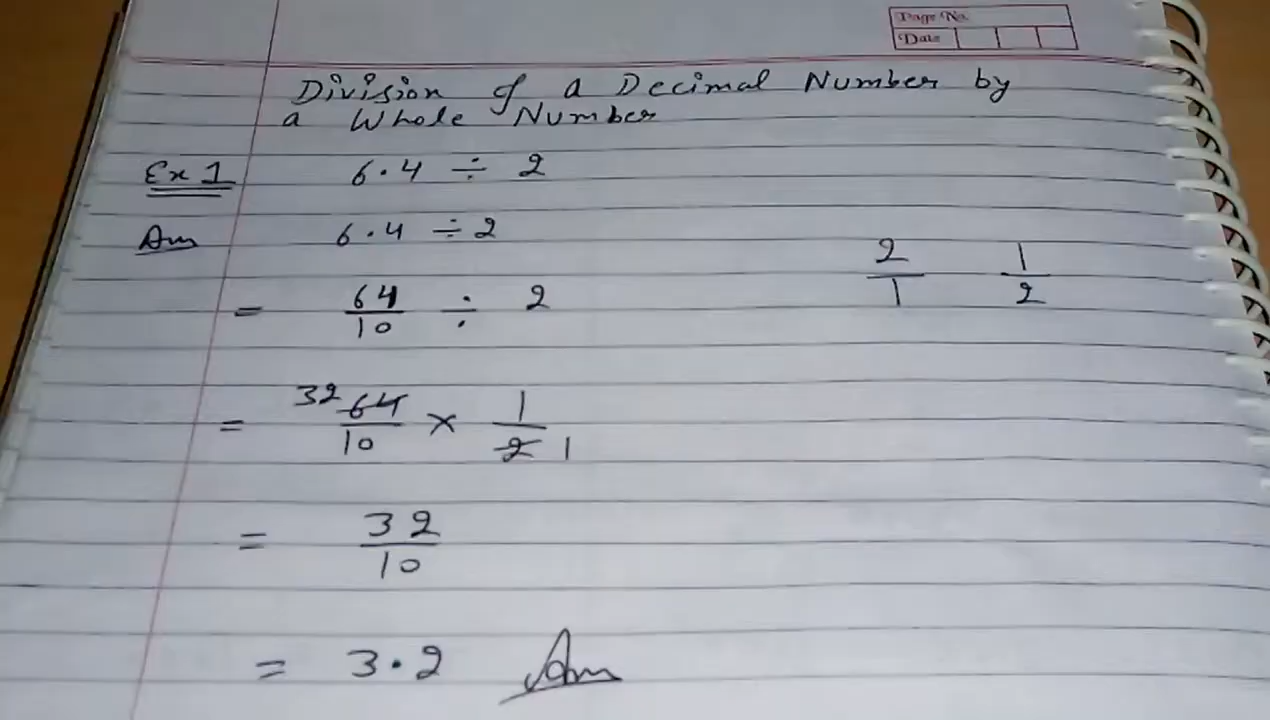 Page No.
Date
Division of a Decimal Number by
a Whole Number
Ex 1 6.4 ÷ 2
Ans 6.4 ÷ 2
2/1 1/2
= 64/10 ÷ 2
= 32 64/10 × 1/2 1
= 32/10
= 3.2 Ans